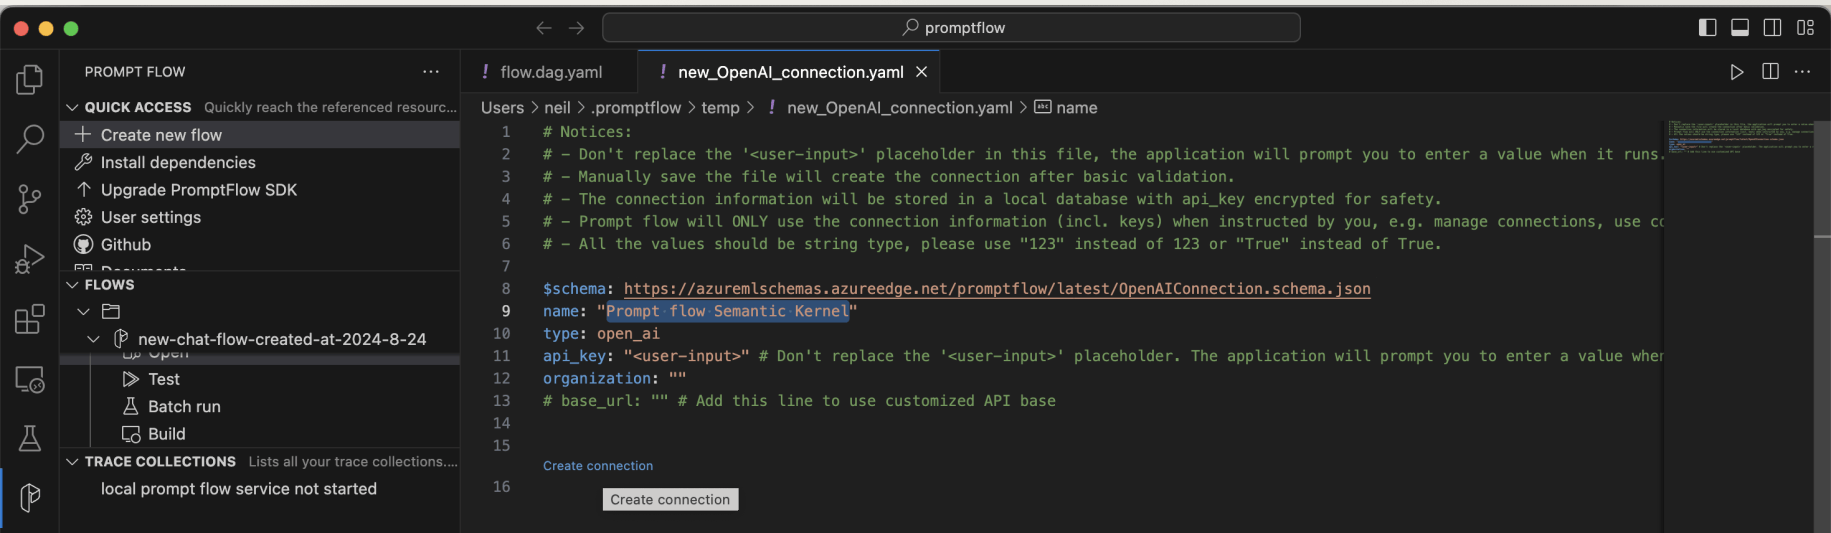 promptflow
PROMPT FLOW
QUICK ACCESS Quickly reach the referenced resourc...
Create new flow
Install dependencies
Upgrade PromptFlow SDK
User settings
Github
FLOWS
new-chat-flow-created-at-2024-8-24
Open
Test
Batch run
Build
TRACE COLLECTIONS Lists all your trace collections....
local prompt flow service not started
! flow.dag.yaml
! new_OpenAI_connection.yaml
Users > neil > .promptflow > temp > ! new_OpenAI_connection.yaml > abc name
1 # Notices:
2 # - Don't replace the '<user-input>' placeholder in this file, the application will prompt you to enter a value when it runs.
3 # - Manually save the file will create the connection after basic validation.
4 # - The connection information will be stored in a local database with api_key encrypted for safety.
5 # - Prompt flow will ONLY use the connection information (incl. keys) when instructed by you, e.g. manage connections, use co
6 # - All the values should be string type, please use "123" instead of 123 or "True" instead of True.
7
8 $schema: https://azuremlschemas.azureedge.net/promptflow/latest/OpenAIConnection.schema.json
9 name: "Prompt flow Semantic Kernel"
10 type: open_ai
11 api_key: "<user-input>" # Don't replace the '<user-input>' placeholder. The application will prompt you to enter a value when
12 organization: ""
13 # base_url: "" # Add this line to use customized API base
14
15
Create connection
16
Create connection